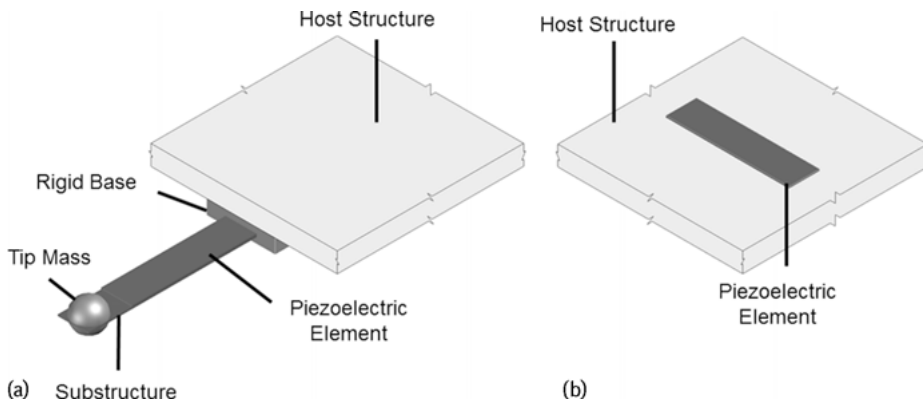 Host Structure
Rigid Base
Tip Mass
Piezoelectric
Element
Substructure
(a)
Host Structure
Piezoelectric
Element
(b)